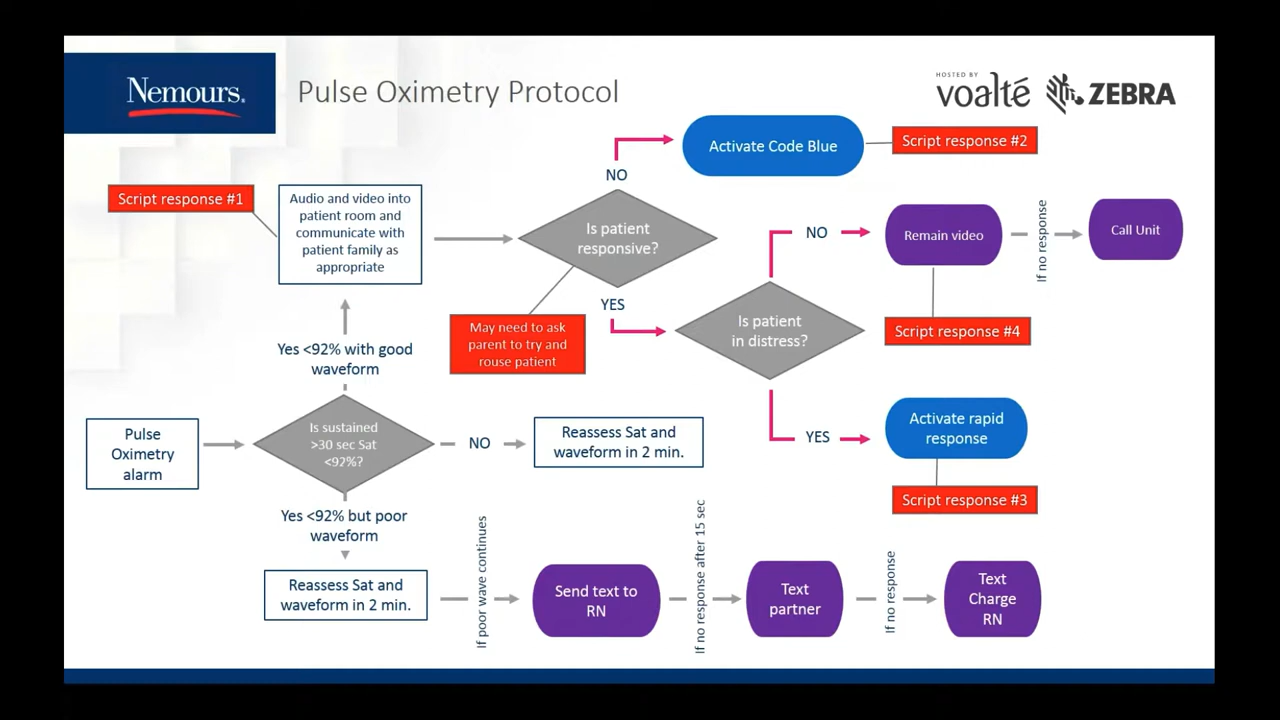 Nemours.
Pulse Oximetry Protocol
HOSTED BY
voalté
ZEBRA
Activate Code Blue
Script response #2
NO
Script response #1
Audio and video into
patient room and
communicate with
patient family as
appropriate
Is patient
responsive?
NO
Remain video
If no response
Call Unit
YES
May need to ask
parent to try and
rouse patient
Is patient
in distress?
Script response #4
Yes <92% with good
waveform
Pulse
Oximetry
alarm
Is sustained
>30 sec Sat
<92%?
NO
Reassess Sat and
waveform in 2 min.
YES
Activate rapid
response
Script response #3
Yes <92% but poor
waveform
Reassess Sat and
waveform in 2 min.
If poor wave continues
Send text to
RN
If no response after 15 sec
Text
partner
If no response
Text
Charge
RN